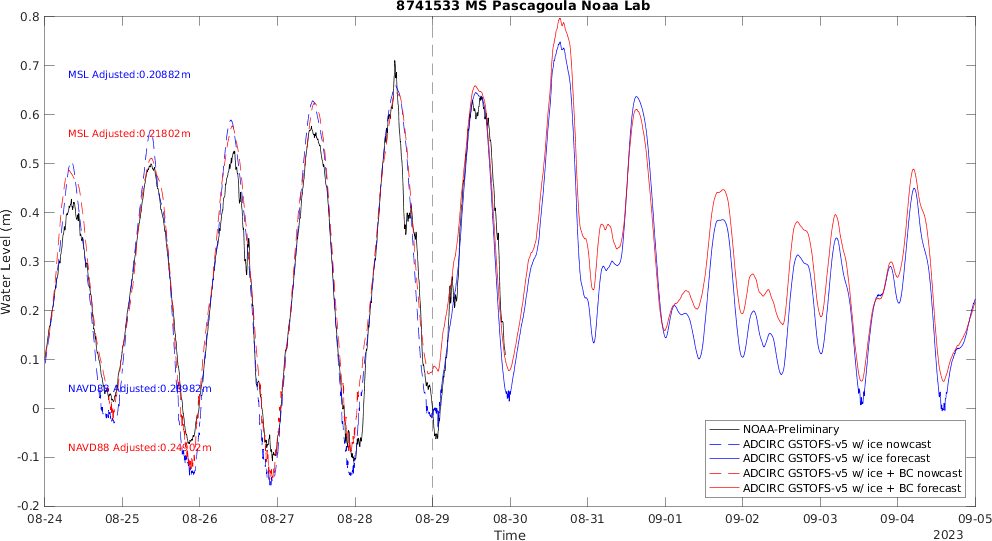 8741533 MS Pascagoula Noaa Lab
0.8
0.7
0.6
0.5
0.4
0.3
0.2
0.1
0
-0.1
-0.2
Water Level (m)
MSL Adjusted:0.20882m
MSL Adjusted:0.21802m
NAVD88 Adjusted:0.23982m
NAVD88 Adjusted:0.24902m
NOAA-Preliminary
ADCIRC GSTOFS-v5 w/ ice nowcast
ADCIRC GSTOFS-v5 w/ ice forecast
ADCIRC GSTOFS-v5 w/ ice + BC nowcast
ADCIRC GSTOFS-v5 w/ ice + BC forecast
08-24 08-25 08-26 08-27 08-28 08-29 08-30 08-31 09-01 09-02 09-03 09-04 09-05
Time
2023